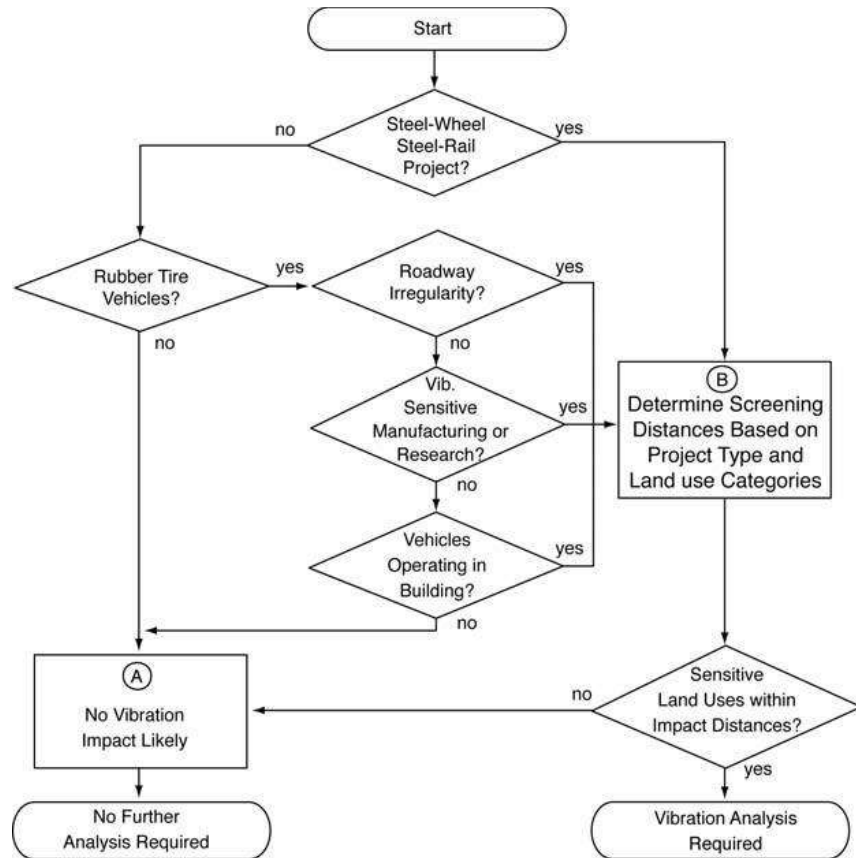 Start
no
Steel-Wheel
Steel-Rail
Project?
yes
Rubber Tire
Vehicles?
yes
no
Roadway
Irregularity?
yes
no
Vib.
Sensitive
Manufacturing or
Research?
yes
no
Vehicles
Operating in
Building?
yes
no
B
Determine Screening
Distances Based on
Project Type and
Land use Categories
A
No Vibration
Impact Likely
no
Sensitive
Land Uses within
Impact Distances?
yes
No Further
Analysis Required
Vibration Analysis
Required